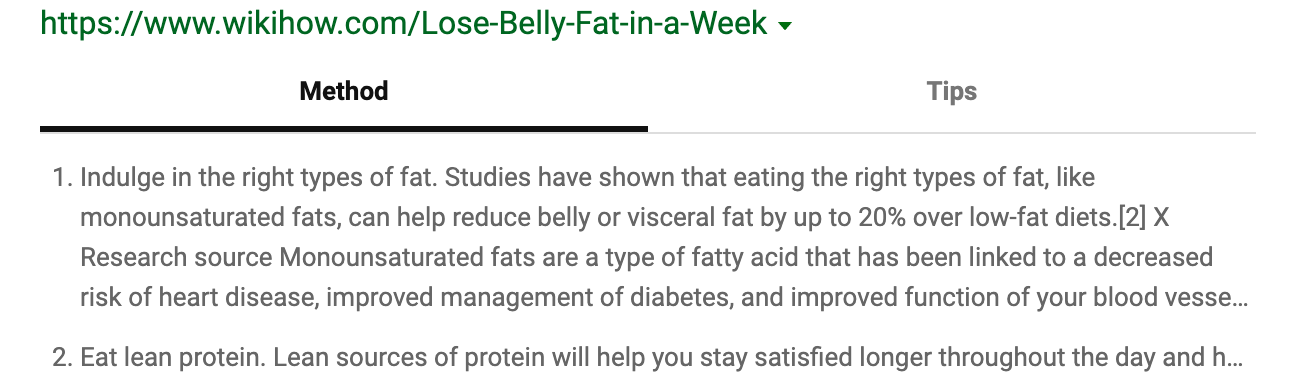 https://www.wikihow.com/Lose-Belly-Fat-in-a-Week
Method Tips
1. Indulge in the right types of fat. Studies have shown that eating the right types of fat, like
monounsaturated fats, can help reduce belly or visceral fat by up to 20% over low-fat diets.[2] X
Research source Monounsaturated fats are a type of fatty acid that has been linked to a decreased
risk of heart disease, improved management of diabetes, and improved function of your blood vesse...
2. Eat lean protein. Lean sources of protein will help you stay satisfied longer throughout the day and h...